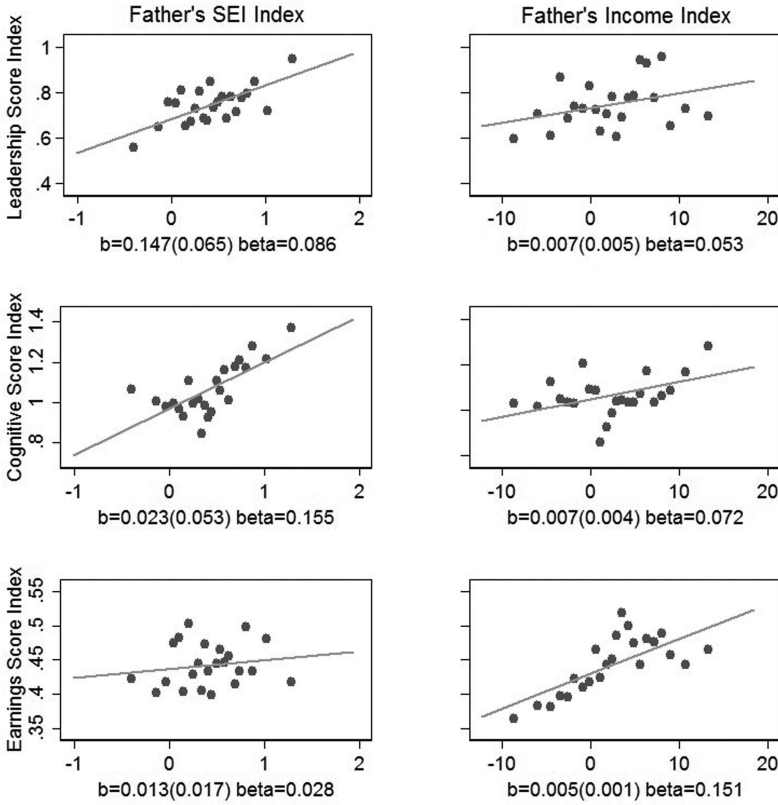 Father's SEI Index
Father's Income Index
Leadership Score Index
1
.8
.6
.4
-1 0 1 2
b=0.147(0.065) beta=0.086
-10 0 10 20
b=0.007(0.005) beta=0.053
Cognitive Score Index
1.4
1.2
1
.8
-1 0 1 2
b=0.023(0.053) beta=0.155
-10 0 10 20
b=0.007(0.004) beta=0.072
Earnings Score Index
.55
.5
.45
.4
.35
-1 0 1 2
b=0.013(0.017) beta=0.028
-10 0 10 20
b=0.005(0.001) beta=0.151